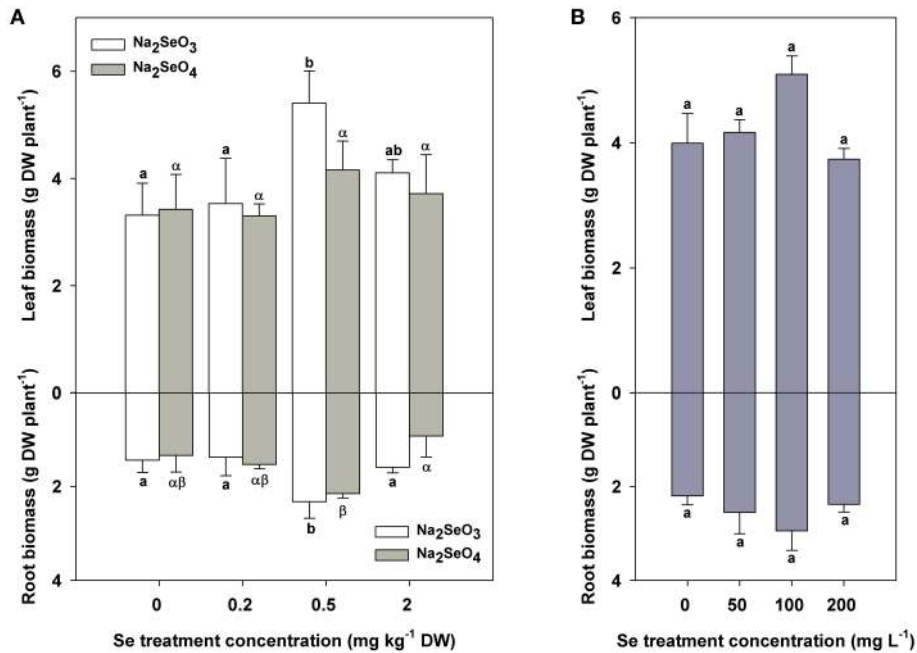 A
Na₂SeO₃
Na₂SeO₄
Leaf biomass (g DW plant⁻¹)
6
4
2
0
a
α
a
α
b
α
ab
α
Root biomass (g DW plant⁻¹)
2
4
a
αβ
a
αβ
b
β
a
α
Na₂SeO₃
Na₂SeO₄
0 0.2 0.5 2
Se treatment concentration (mg kg⁻¹ DW)
B
Leaf biomass (g DW plant⁻¹)
6
4
2
0
a
a
a
a
Root biomass (g DW plant⁻¹)
2
4
a
a
a
a
0 50 100 200
Se treatment concentration (mg L⁻¹)